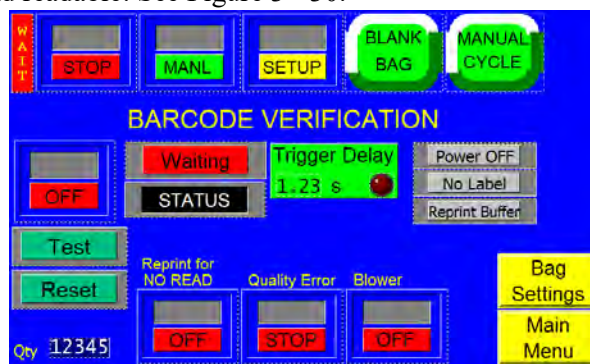 WAIT
STOP
MANL
SETUP
BLANK
BAG
MANUAL
CYCLE
BARCODE VERIFICATION
OFF
Waiting
STATUS
Trigger Delay
1.23 s
Power OFF
No Label
Reprint Buffer
Test
Reset
Reprint for
NO READ
OFF
Quality Error
STOP
Blower
OFF
Bag
Settings
Main
Menu
Qty 12345